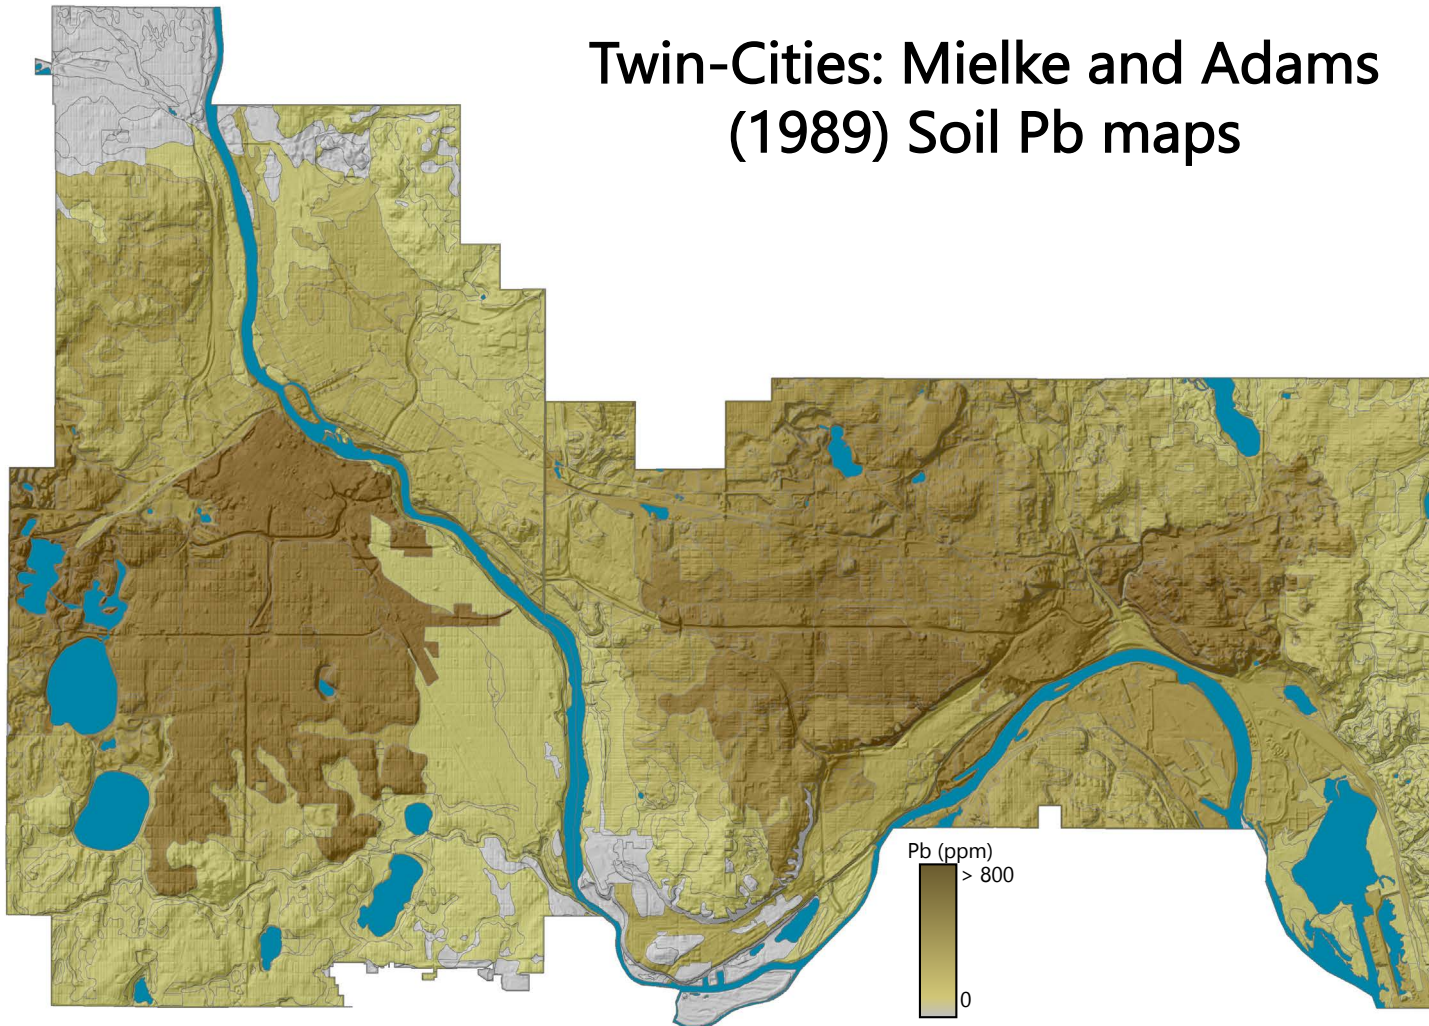 Twin-Cities: Mielke and Adams
(1989) Soil Pb maps
Pb (ppm)
> 800
0